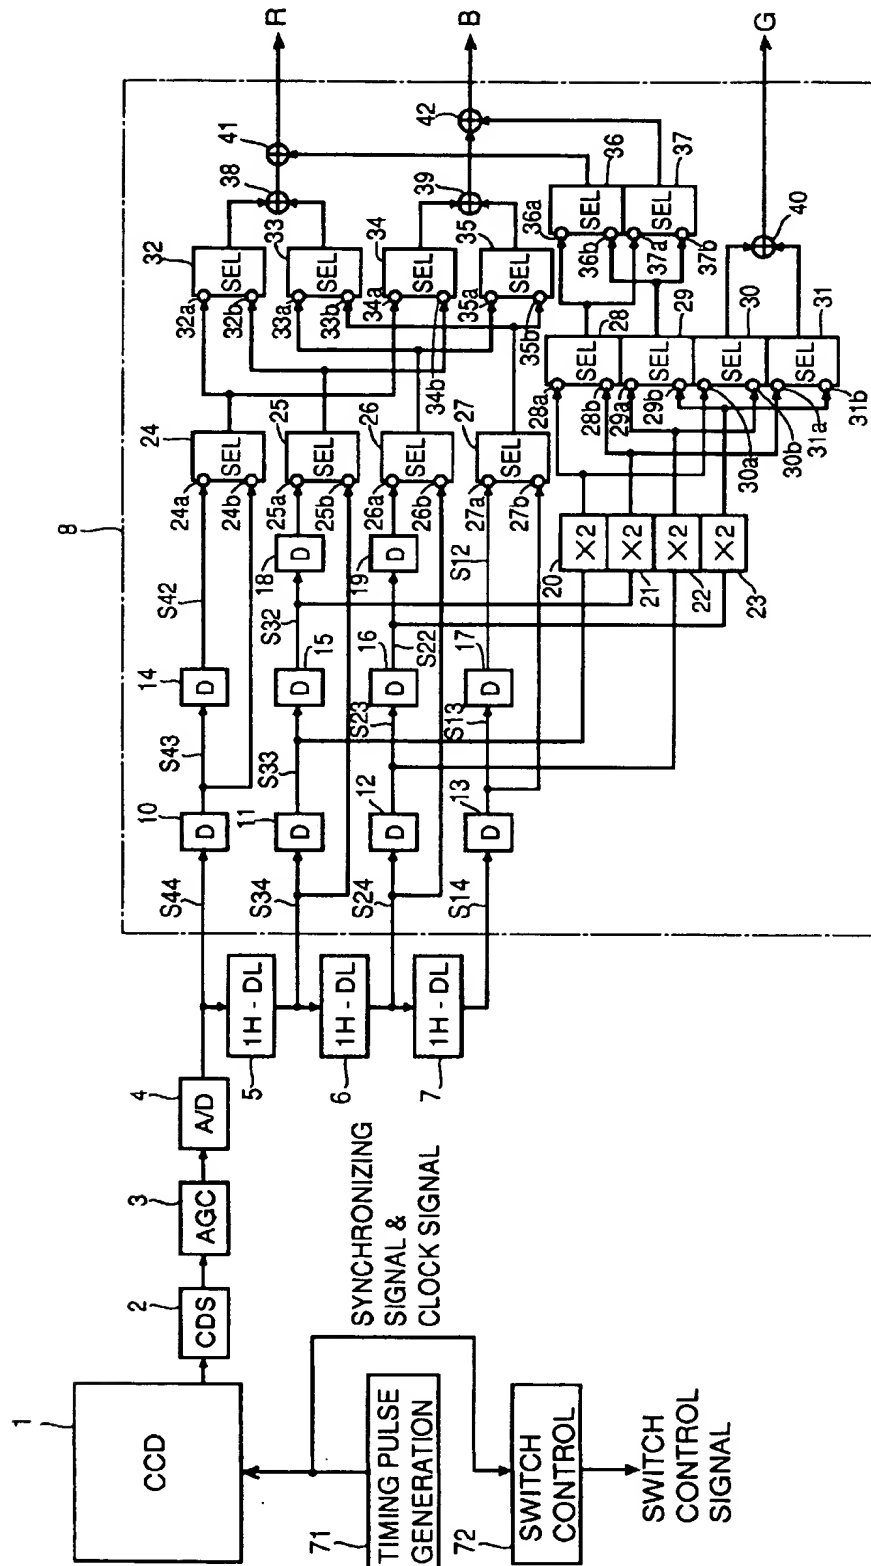 1
CCD
2
CDS
3
AGC
4
A/D
5
1H - DL
6
1H - DL
7
1H - DL
71
TIMING PULSE
GENERATION
72
SWITCH
CONTROL
SYNCHRONIZING
SIGNAL &
CLOCK SIGNAL
SWITCH
CONTROL
SIGNAL
8
S44
10
D
S43
14
D
S42
S34
11
D
S33
15
D
S32
18
D
S24
12
D
S23
16
D
S22
19
D
S14
13
D
S13
17
D
S12
20
X2
21
X2
22
X2
23
X2
24
24a
24b
SEL
25
25a
25b
SEL
26
26a
26b
SEL
27
27a
27b
SEL
28
28a
28b
SEL
29
29a
29b
SEL
30
30a
30b
SEL
31
31a
31b
SEL
32
32a
32b
SEL
33
33a
33b
SEL
34
34a
34b
SEL
35
35a
35b
SEL
36
36a
36b
SEL
37
37a
37b
SEL
38
41
R
39
42
B
40
G